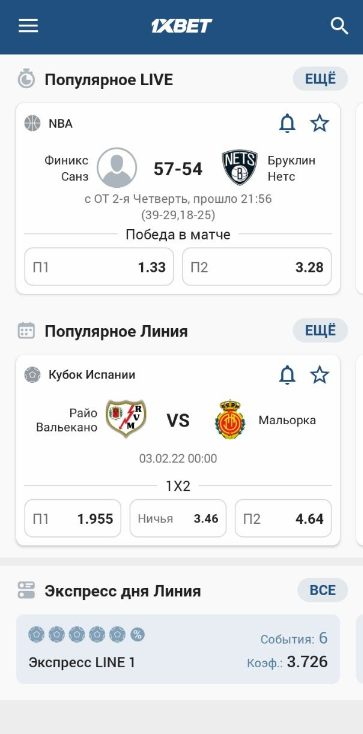 1XBET
Популярное LIVE
ЕЩЁ
NBA
Финикс
Санз
57-54
NETS
B
Бруклин
Нетс
с ОТ 2-я Четверть, прошло 21:56
(39-29,18-25)
Победа в матче
П1 1.33
П2 3.28
Популярное Линия
ЕЩЁ
Кубок Испании
Райо
Вальекано
VS
Мальорка
03.02.22 00:00
1X2
П1 1.955
Ничья 3.46
П2 4.64
Экспресс дня Линия
ВСЕ
%
События: 6
Экспресс LINE 1
Коэф.: 3.726